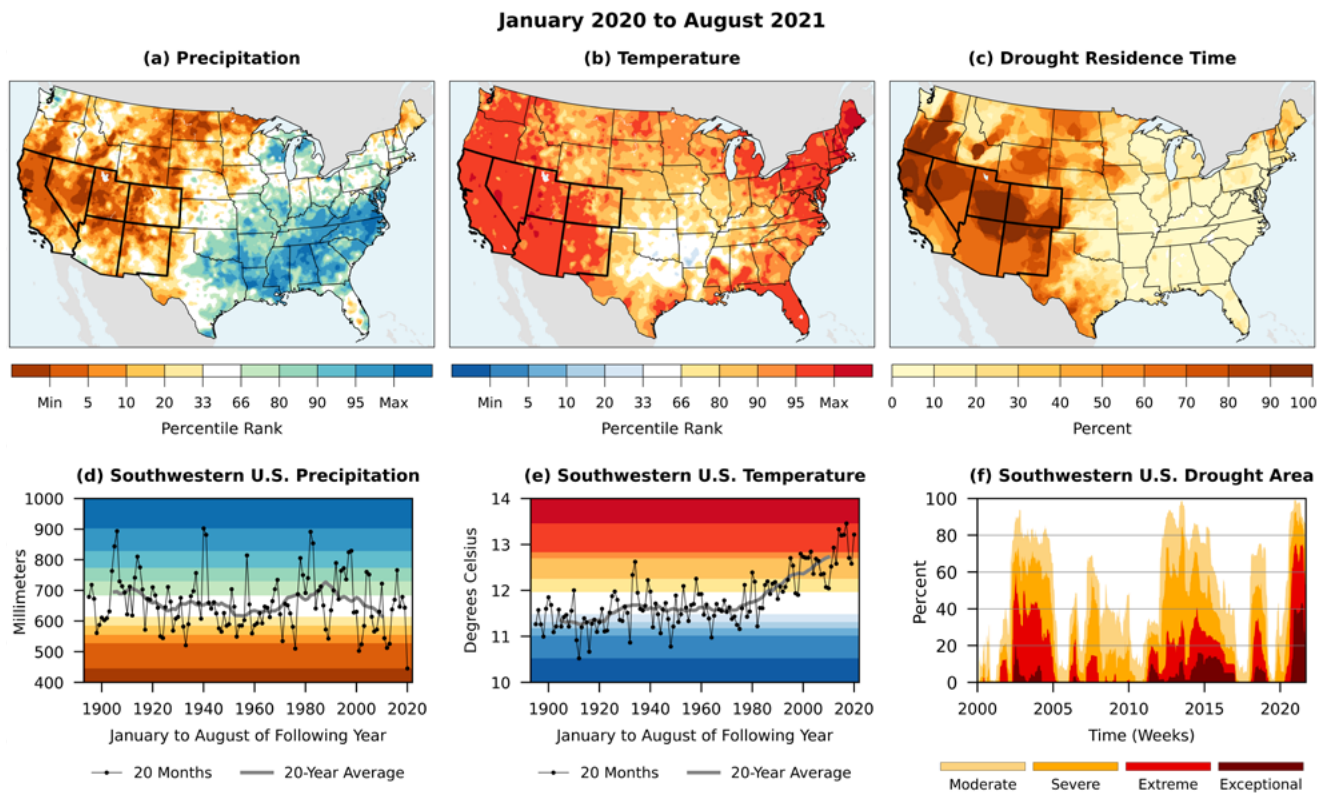 January 2020 to August 2021
(a) Precipitation
(b) Temperature
(c) Drought Residence Time
Min 5 10 20 33 66 80 90 95 Max
Percentile Rank
Min 5 10 20 33 66 80 90 95 Max
Percentile Rank
0 10 20 30 40 50 60 70 80 90 100
Percent
(d) Southwestern U.S. Precipitation
1000
900
800
700
600
500
400
Millimeters
1900 1920 1940 1960 1980 2000 2020
January to August of Following Year
20 Months 20-Year Average
(e) Southwestern U.S. Temperature
14
13
12
11
10
Degrees Celsius
1900 1920 1940 1960 1980 2000 2020
January to August of Following Year
20 Months 20-Year Average
(f) Southwestern U.S. Drought Area
100
80
60
40
20
0
Percent
2000 2005 2010 2015 2020
Time (Weeks)
Moderate Severe Extreme Exceptional